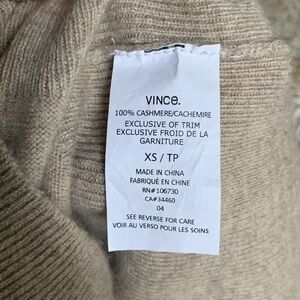 VINCE.
100% CASHMERE/CACHEMIRE
EXCLUSIVE OF TRIM
EXCLUSIVE FROID DE LA
GARNITURE
XS / TP
MADE IN CHINA
FABRIQUÉ EN CHINE
RN#106730
CA#34460
04
SEE REVERSE FOR CARE
VOIR AU VERSO POUR LES SOINS